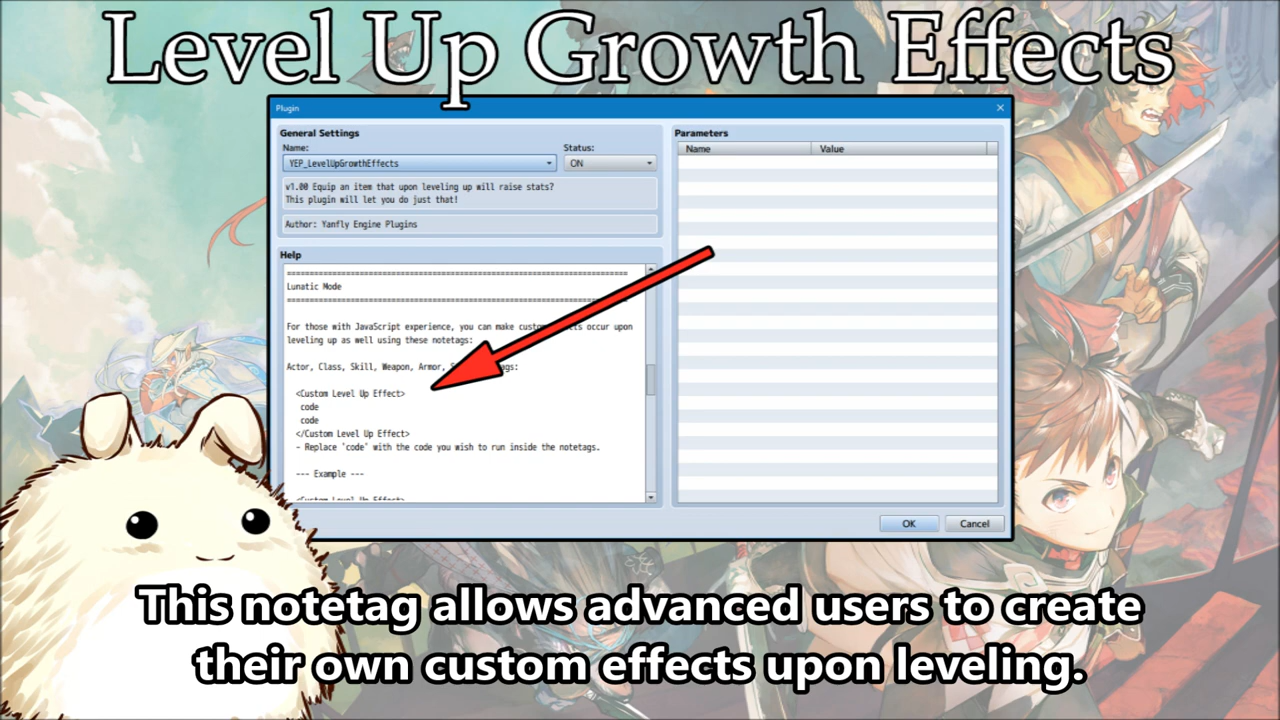 Level Up Growth Effects
Plugin
General Settings
Name:
Status:
YEP_LevelUpGrowthEffects
ON
v1.00 Equip an item that upon leveling up will raise stats?
This plugin will let you do just that!
Author: Yanfly Engine Plugins
Help
================================================================================
Lunatic Mode
================================================================================
For those with JavaScript experience, you can make occur upon
leveling up as well using these notetags:
Actor, Class, Skill, Weapon, Armor,
<Custom Level Up Effect>
code
code
</Custom Level Up Effect>
- Replace 'code' with the code you wish to run inside the notetags.
--- Example ---
<Custom Level Up Effect>
Parameters
Name
Value
OK
Cancel
This notetag allows advanced users to create
their own custom effects upon leveling.